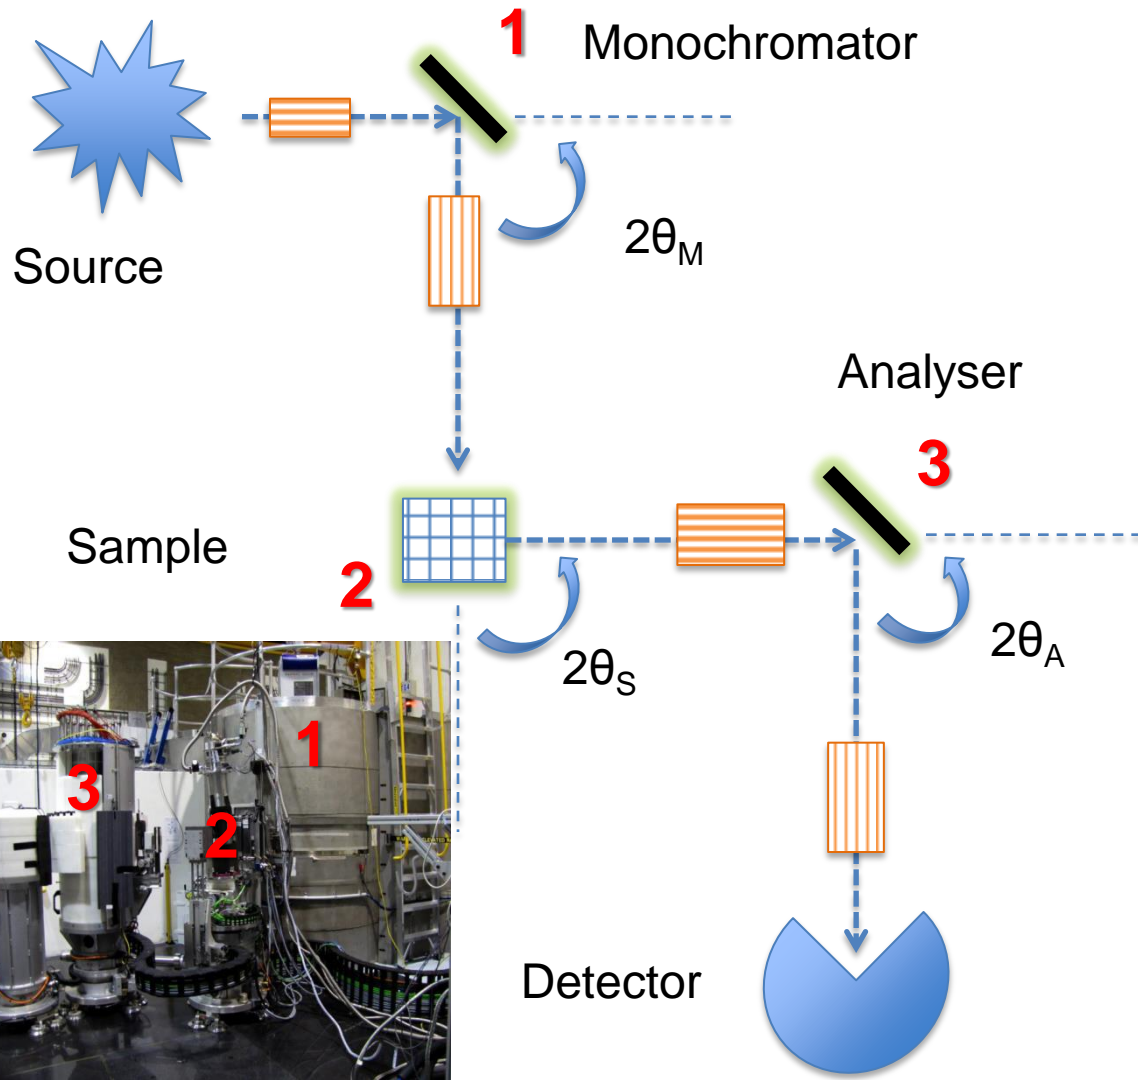 1
Monochromator
2θM
Source
Analyser
3
Sample
2
2θS
2θA
1
3
2
Detector